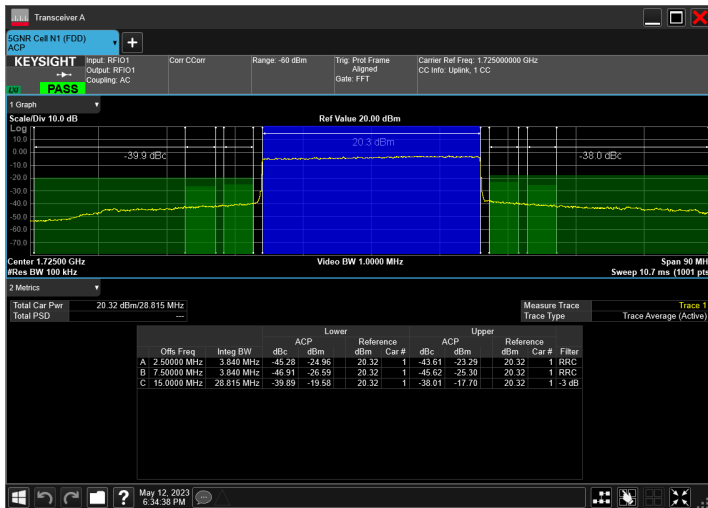 Transceiver A
5GNR Cell N1 (FDD)
ACP
KEYSIGHT
LXI
PASS
Input: RFIO1
Output: RFIO1
Coupling: AC
Corr CCorr
Range: -60 dBm
Trig: Prot Frame
Aligned
Gate: FFT
Carrier Ref Freq: 1.725000000 GHz
CC Info: Uplink, 1 CC
1 Graph
Scale/Div 10.0 dB
Ref Value 20.00 dBm
Log
10.0
0.00
-10.0
-20.0
-30.0
-40.0
-50.0
-60.0
-70.0
-39.9 dBc
20.3 dBm
-38.0 dBc
Center 1.72500 GHz
#Res BW 100 kHz
Video BW 1.0000 MHz
Span 90 MH
Sweep 10.7 ms (1001 pts
2 Metrics
Total Car Pwr 20.32 dBm/28.815 MHz
Total PSD ---
Measure Trace Trace 1
Trace Type Trace Average (Active)
Lower Upper
ACP Reference ACP Reference
Offs Freq Integ BW dBc dBm dBm Car # dBc dBm dBm Car # Filter
A 2.50000 MHz 3.840 MHz -45.28 -24.96 20.32 1 -43.61 -23.29 20.32 1 RRC
B 7.50000 MHz 3.840 MHz -46.91 -26.59 20.32 1 -45.62 -25.30 20.32 1 RRC
C 15.0000 MHz 28.815 MHz -39.89 -19.58 20.32 1 -38.01 -17.70 20.32 1 -3 dB
?
May 12, 2023
6:34:38 PM